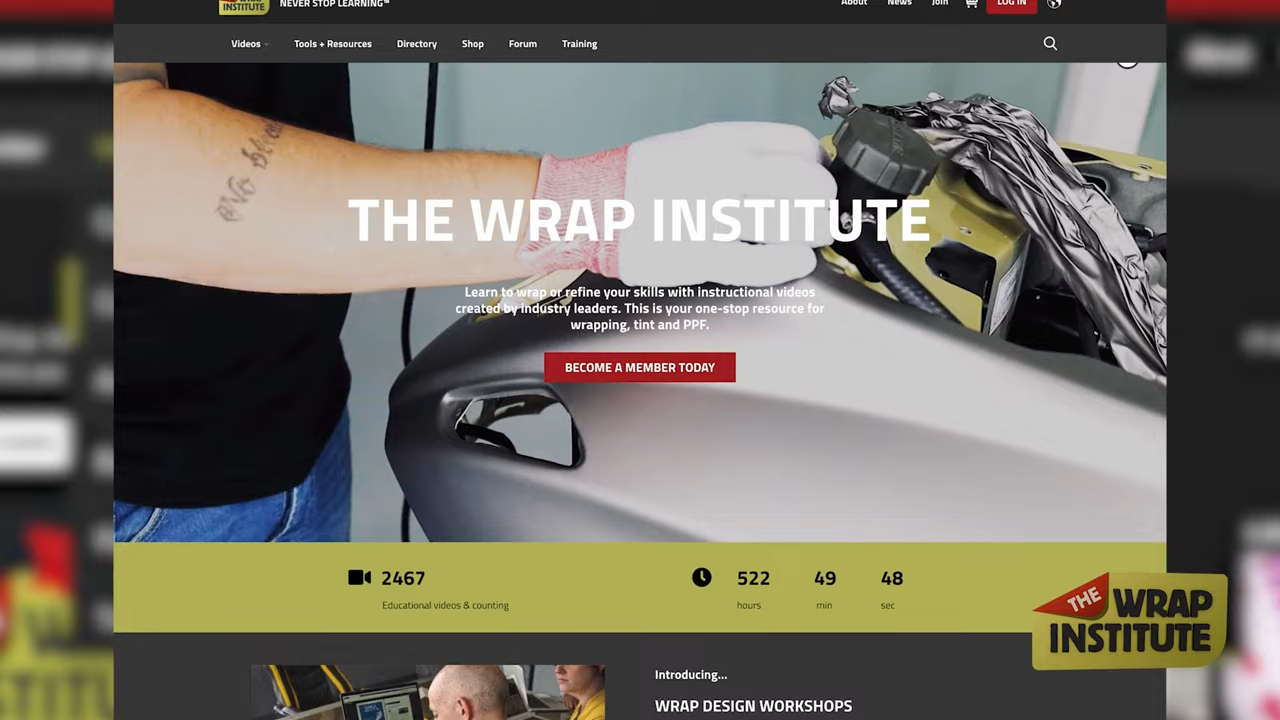 WRAP
INSTITUTE
NEVER STOP LEARNING™
About News Join LOG IN
Videos Tools + Resources Directory Shop Forum Training
THE WRAP INSTITUTE
Learn to wrap or refine your skills with instructional videos
created by industry leaders. This is your one-stop resource for
wrapping, tint and PPF.
BECOME A MEMBER TODAY
2467
Educational videos & counting
522 49 48
hours min sec
THE WRAP
INSTITUTE
Introducing...
WRAP DESIGN WORKSHOPS